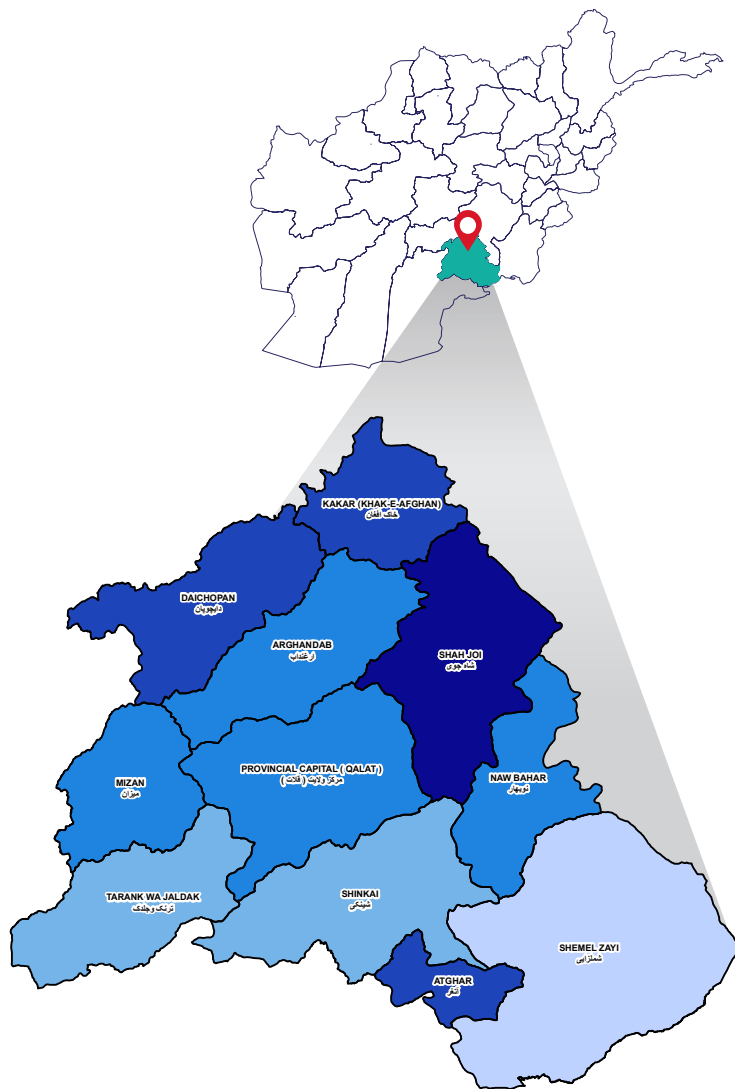 KAKAR (KHAK-E-AFGHAN)
خاک افغان
DAICHOPAN
دایچوپان
ARGHANDAB
ارغنداب
SHAH JOI
شاه جوی
PROVINCIAL CAPITAL ( QALAT )
مرکز ولایت ( قلات )
MIZAN
میزان
NAW BAHAR
نوبهار
TARANK WA JALDAK
ترنک وجلدک
SHINKAI
شینکی
SHEMEL ZAYI
شملزایی
ATGHAR
اتغر